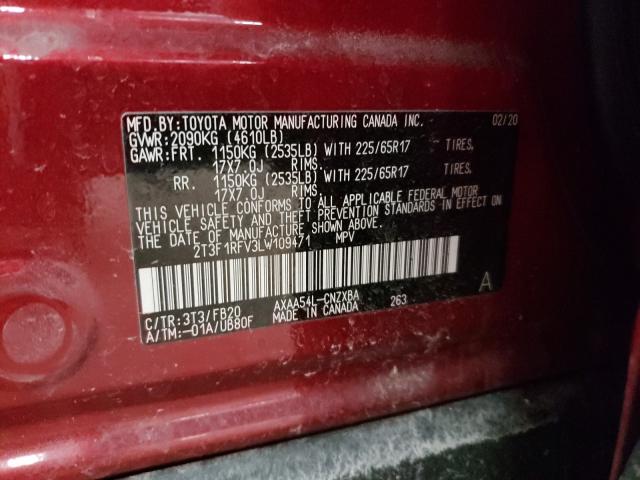 MFD.BY:TOYOTA MOTOR MANUFACTURING CANADA INC. 02/20
GVWR:2090KG (4610LB)
GAWR:FRT. 1150KG (2535LB) WITH 225/65R17 TIRES,
17X7.0J RIMS,
RR. 1150KG (2535LB) WITH 225/65R17 TIRES,
17X7.0J RIMS.
THIS VEHICLE CONFORMS TO ALL APPLICABLE FEDERAL MOTOR
VEHICLE SAFETY AND THEFT PREVENTION STANDARDS IN EFFECT ON
THE DATE OF MANUFACTURE SHOWN ABOVE.
2T3F1RFV3LW109471 MPV
A
C/TR:3T3/FB20 AXAA54L-CNZXBA 263
A/TM:-01A/UB80F MADE IN CANADA